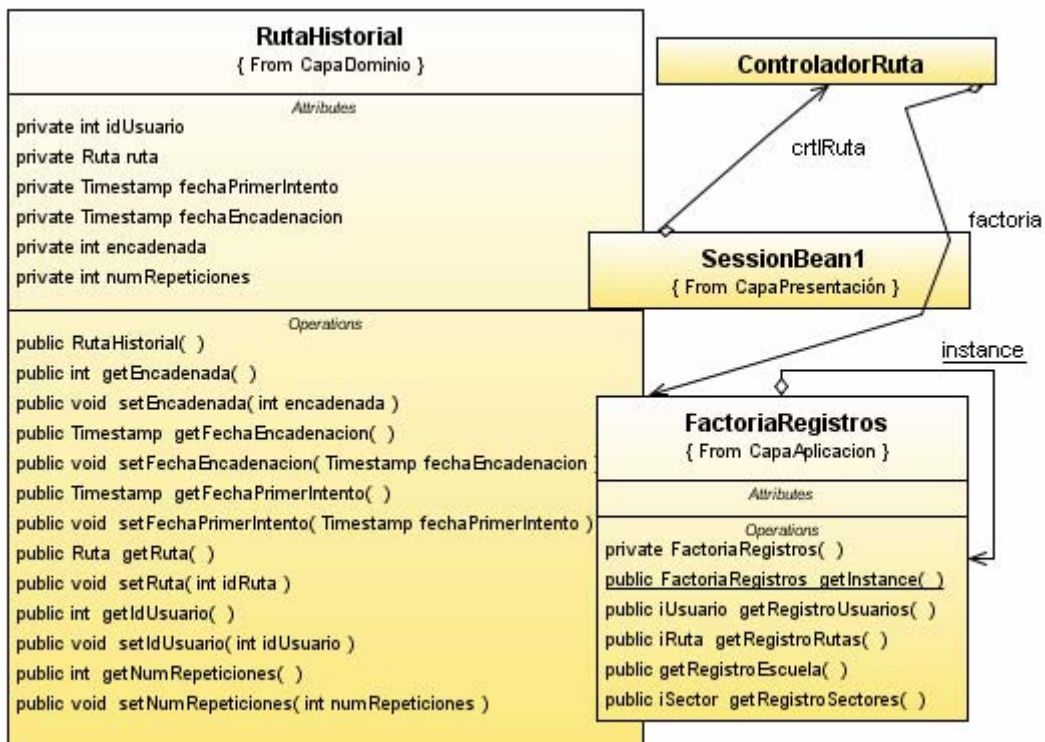 RutaHistorial
{ From CapaDominio }
Attributes
private int idUsuario
private Ruta ruta
private Timestamp fechaPrimerIntento
private Timestamp fechaEncadenacion
private int encadenada
private int numRepeticiones
Operations
public RutaHistorial( )
public int getEncadenada( )
public void setEncadenada( int encadenada )
public Timestamp getFechaEncadenacion( )
public void setFechaEncadenacion( Timestamp fechaEncadenacion )
public Timestamp getFechaPrimerIntento( )
public void setFechaPrimerIntento( Timestamp fechaPrimerIntento )
public Ruta getRuta( )
public void setRuta( int idRuta )
public int getIdUsuario( )
public void setIdUsuario( int idUsuario )
public int getNumRepeticiones( )
public void setNumRepeticiones( int numRepeticiones )
ControladorRuta
crtlRuta
factoria
SessionBean1
{ From CapaPresentación }
instance
FactoriaRegistros
{ From CapaAplicacion }
Attributes
Operations
private FactoriaRegistros( )
public FactoriaRegistros getInstance( )
public iUsuario getRegistroUsuarios( )
public iRuta getRegistroRutas( )
public getRegistroEscuela( )
public iSector getRegistroSectores( )